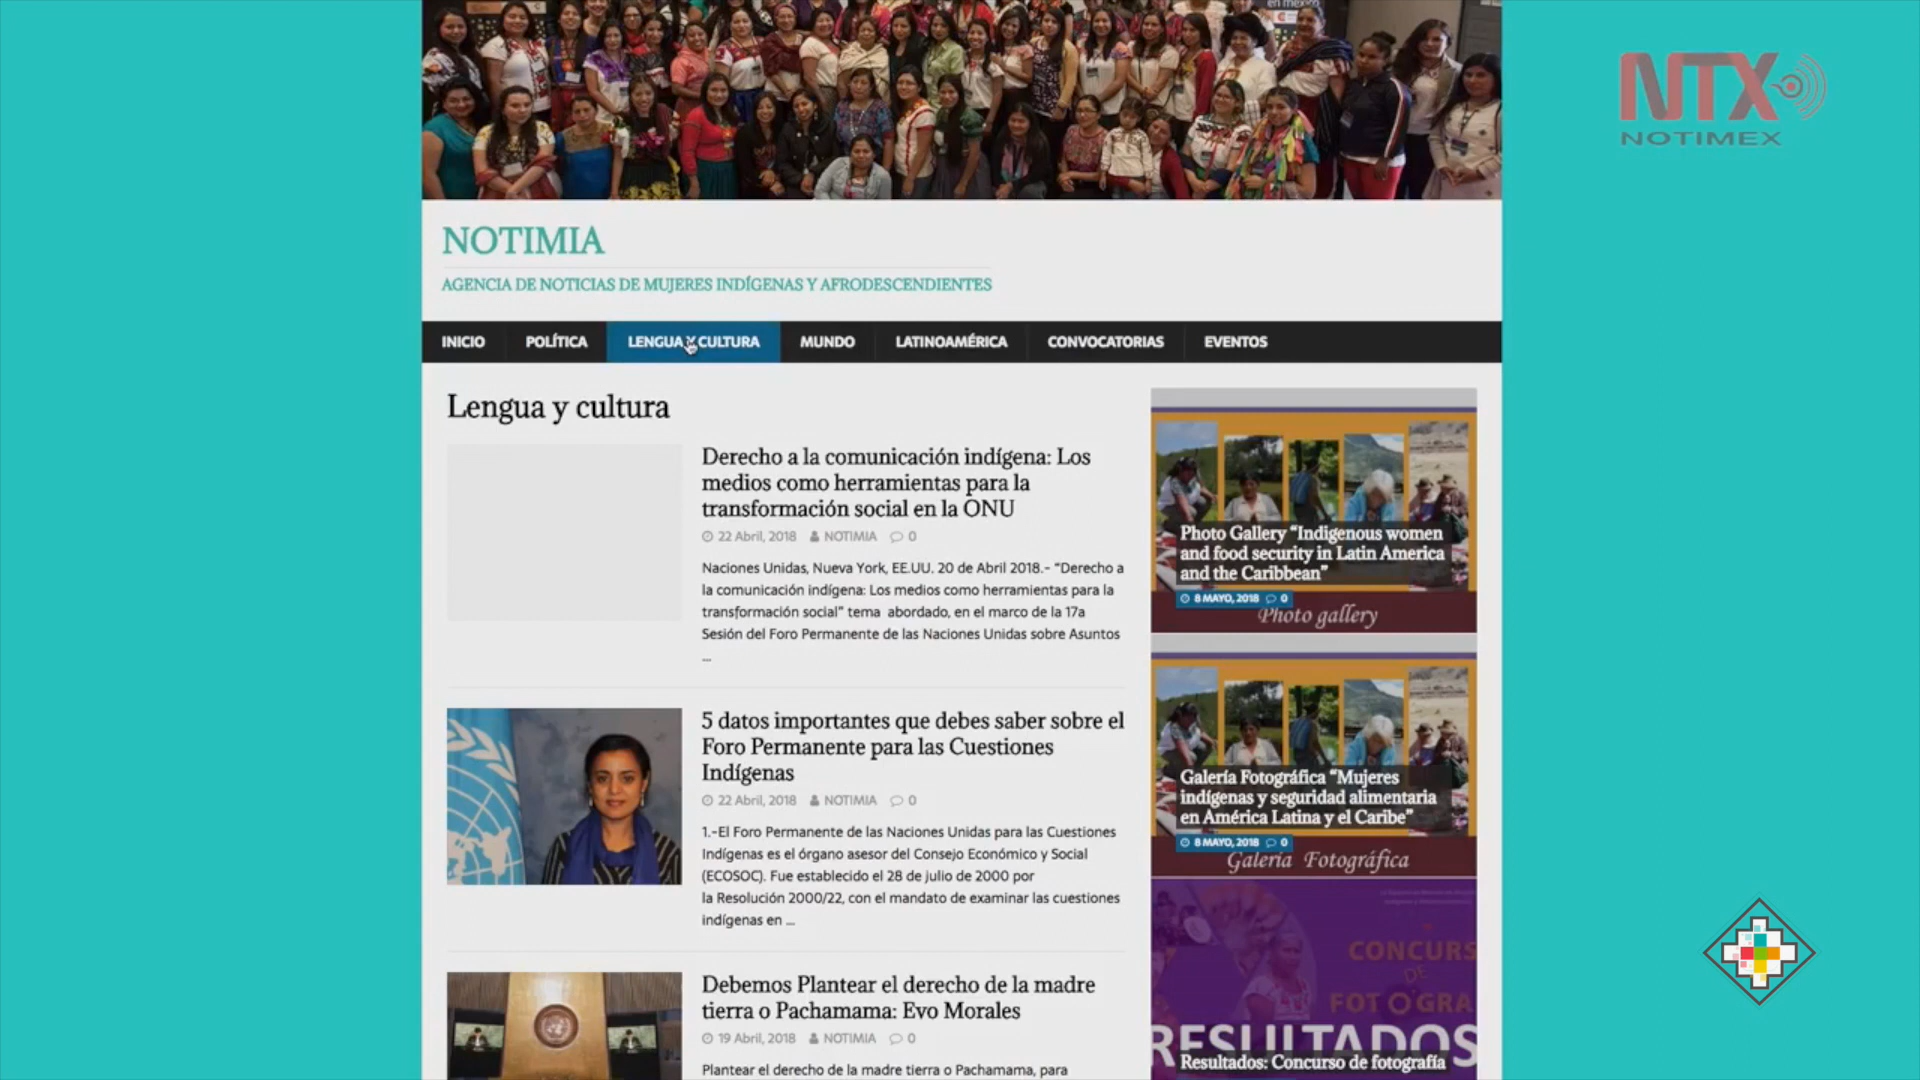 en méxico
NTX
NOTIMEX
NOTIMIA
AGENCIA DE NOTICIAS DE MUJERES INDÍGENAS Y AFRODESCENDIENTES
INICIO
POLÍTICA
LENGUA Y CULTURA
MUNDO
LATINOAMÉRICA
CONVOCATORIAS
EVENTOS
Lengua y cultura
Derecho a la comunicación indígena: Los
medios como herramientas para la
transformación social en la ONU
22 Abril, 2018 NOTIMIA 0
Naciones Unidas, Nueva York, EE.UU. 20 de Abril 2018.- “Derecho a
la comunicación indígena: Los medios como herramientas para la
transformación social” tema abordado, en el marco de la 17a
Sesión del Foro Permanente de las Naciones Unidas sobre Asuntos
...
5 datos importantes que debes saber sobre el
Foro Permanente para las Cuestiones
Indígenas
22 Abril, 2018 NOTIMIA 0
1.-El Foro Permanente de las Naciones Unidas para las Cuestiones
Indígenas es el órgano asesor del Consejo Económico y Social
(ECOSOC). Fue establecido el 28 de julio de 2000 por
la Resolución 2000/22, con el mandato de examinar las cuestiones
indígenas en ...
Debemos Plantear el derecho de la madre
tierra o Pachamama: Evo Morales
19 Abril, 2018 NOTIMIA 0
Plantear el derecho de la madre tierra o Pachamama, para
Photo Gallery “Indigenous women
and food security in Latin America
and the Caribbean”
8 MAYO, 2018 0
Photo gallery
Galería Fotográfica “Mujeres
indígenas y seguridad alimentaria
en América Latina y el Caribe”
8 MAYO, 2018 0
Galería Fotográfica
CONCURS
DE
FOTOGRA
RESULTADOS
Resultados: Concurso de fotografía